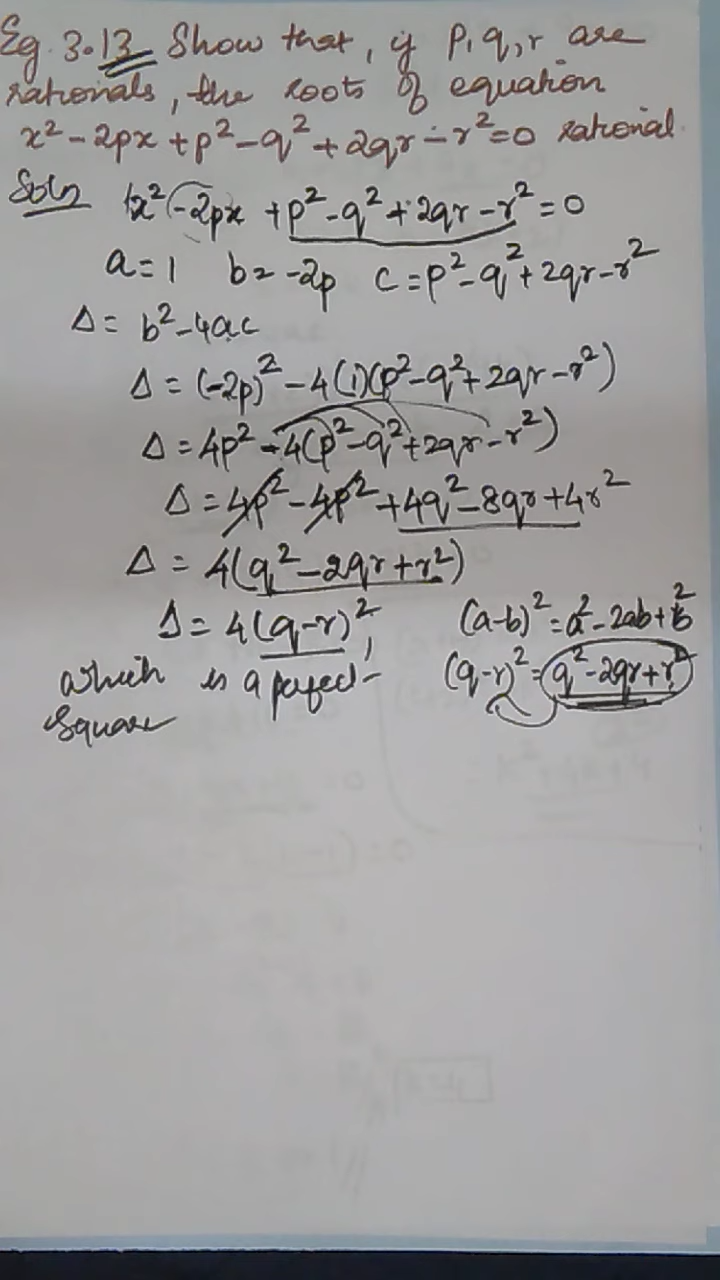 Eg. 3.13 Show that, if p, q, r are
rationals, the roots of equation
x² - 2px + p² - q² + 2qr - r² = 0 rational.
Soln x² - 2px + p² - q² + 2qr - r² = 0
a = 1 b = -2p c = p² - q² + 2qr - r²
Δ = b² - 4ac
Δ = (-2p)² - 4(1)(p² - q² + 2qr - r²)
Δ = 4p² - 4(p² - q² + 2qr - r²)
Δ = 4p² - 4p² + 4q² - 8qr + 4r²
Δ = 4(q² - 2qr + r²)
Δ = 4(q - r)², (a-b)² = a² - 2ab + b²
which is a perfect (q-r)² = q² - 2qr + r²
square